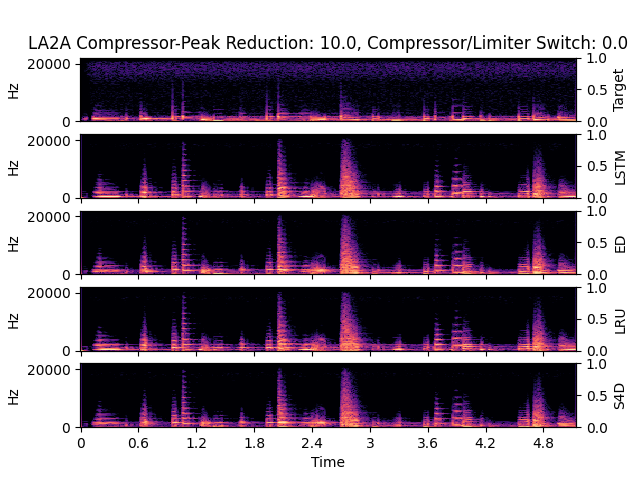 LA2A Compressor-Peak Reduction: 10.0, Compressor/Limiter Switch: 0.0
20000 1.0
Hz 0.5 Target
0 0.0
20000 1.0
Hz 0.5 LSTM
0 0.0
20000 1.0
Hz 0.5 ED
0 0.0
20000 1.0
Hz 0.5 LRU
0 0.0
20000 1.0
Hz 0.5 S4D
0 0.0
0 0.6 1.2 1.8 2.4 3 3.6 4.2 4.8
Time